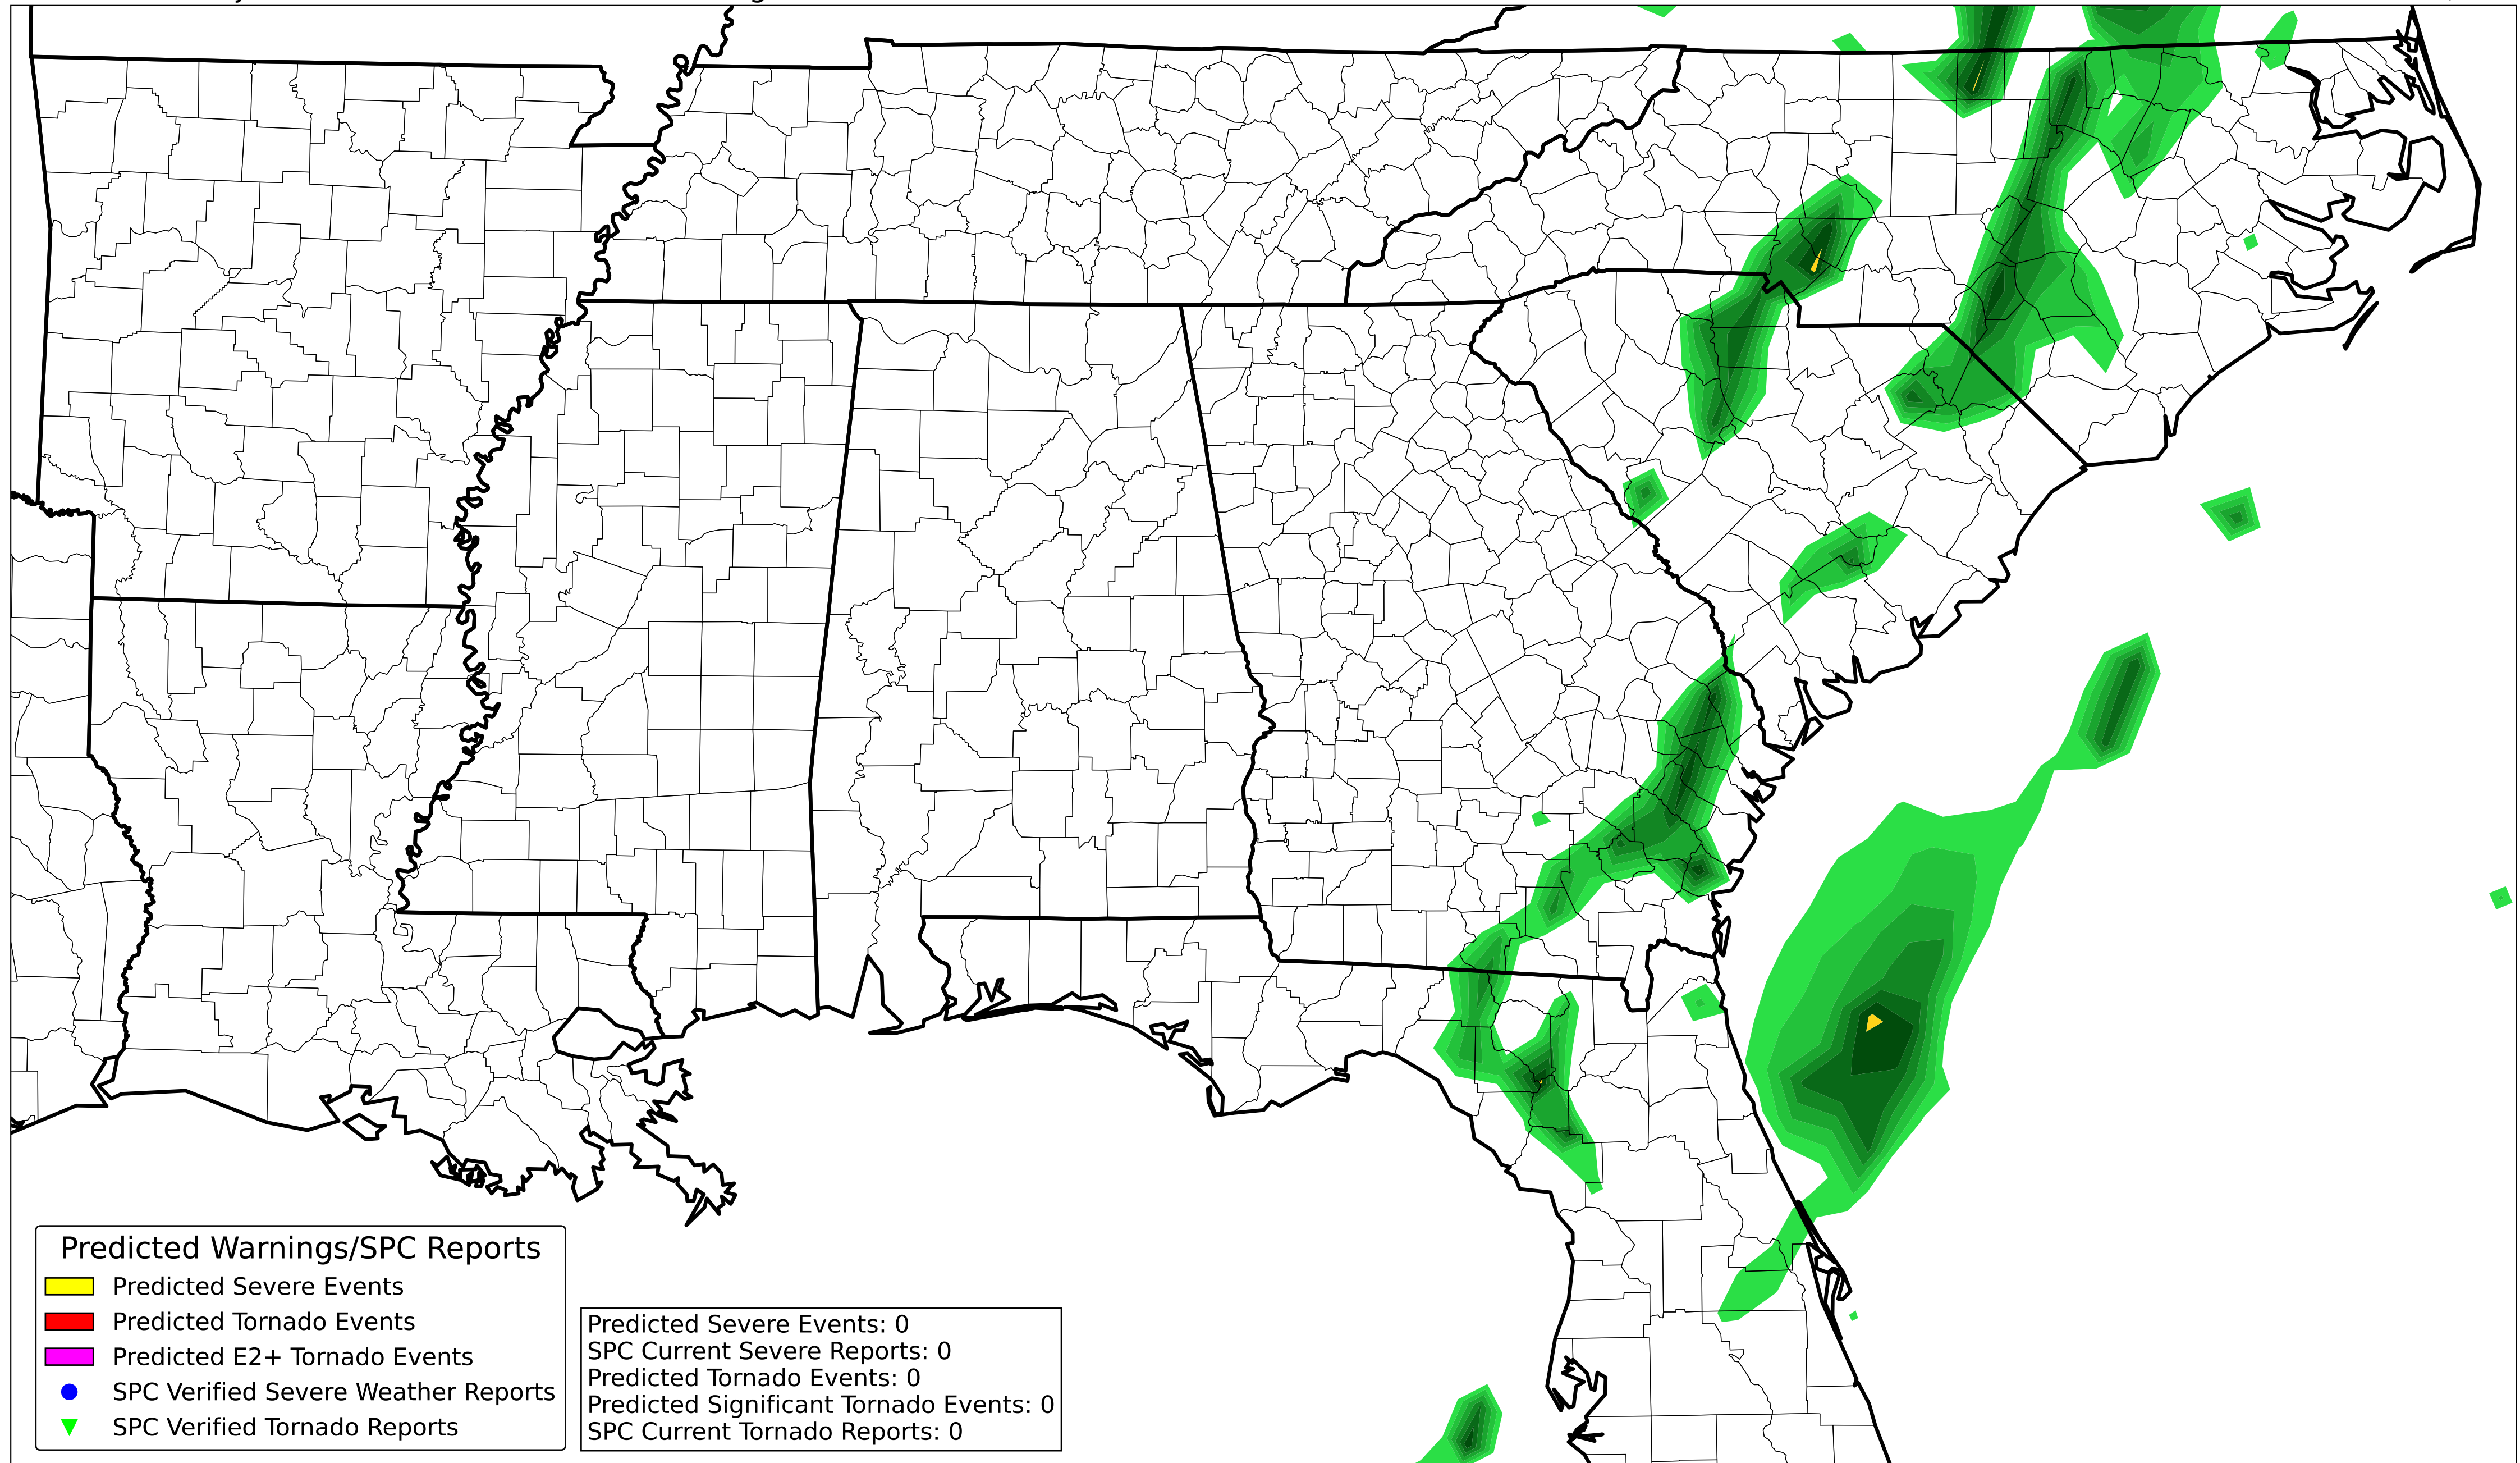 Predicted Warnings/SPC Reports
Predicted Severe Events
Predicted Tornado Events
Predicted E2+ Tornado Events
SPC Verified Severe Weather Reports
SPC Verified Tornado Reports
Predicted Severe Events: 0
SPC Current Severe Reports: 0
Predicted Tornado Events: 0
Predicted Significant Tornado Events: 0
SPC Current Tornado Reports: 0